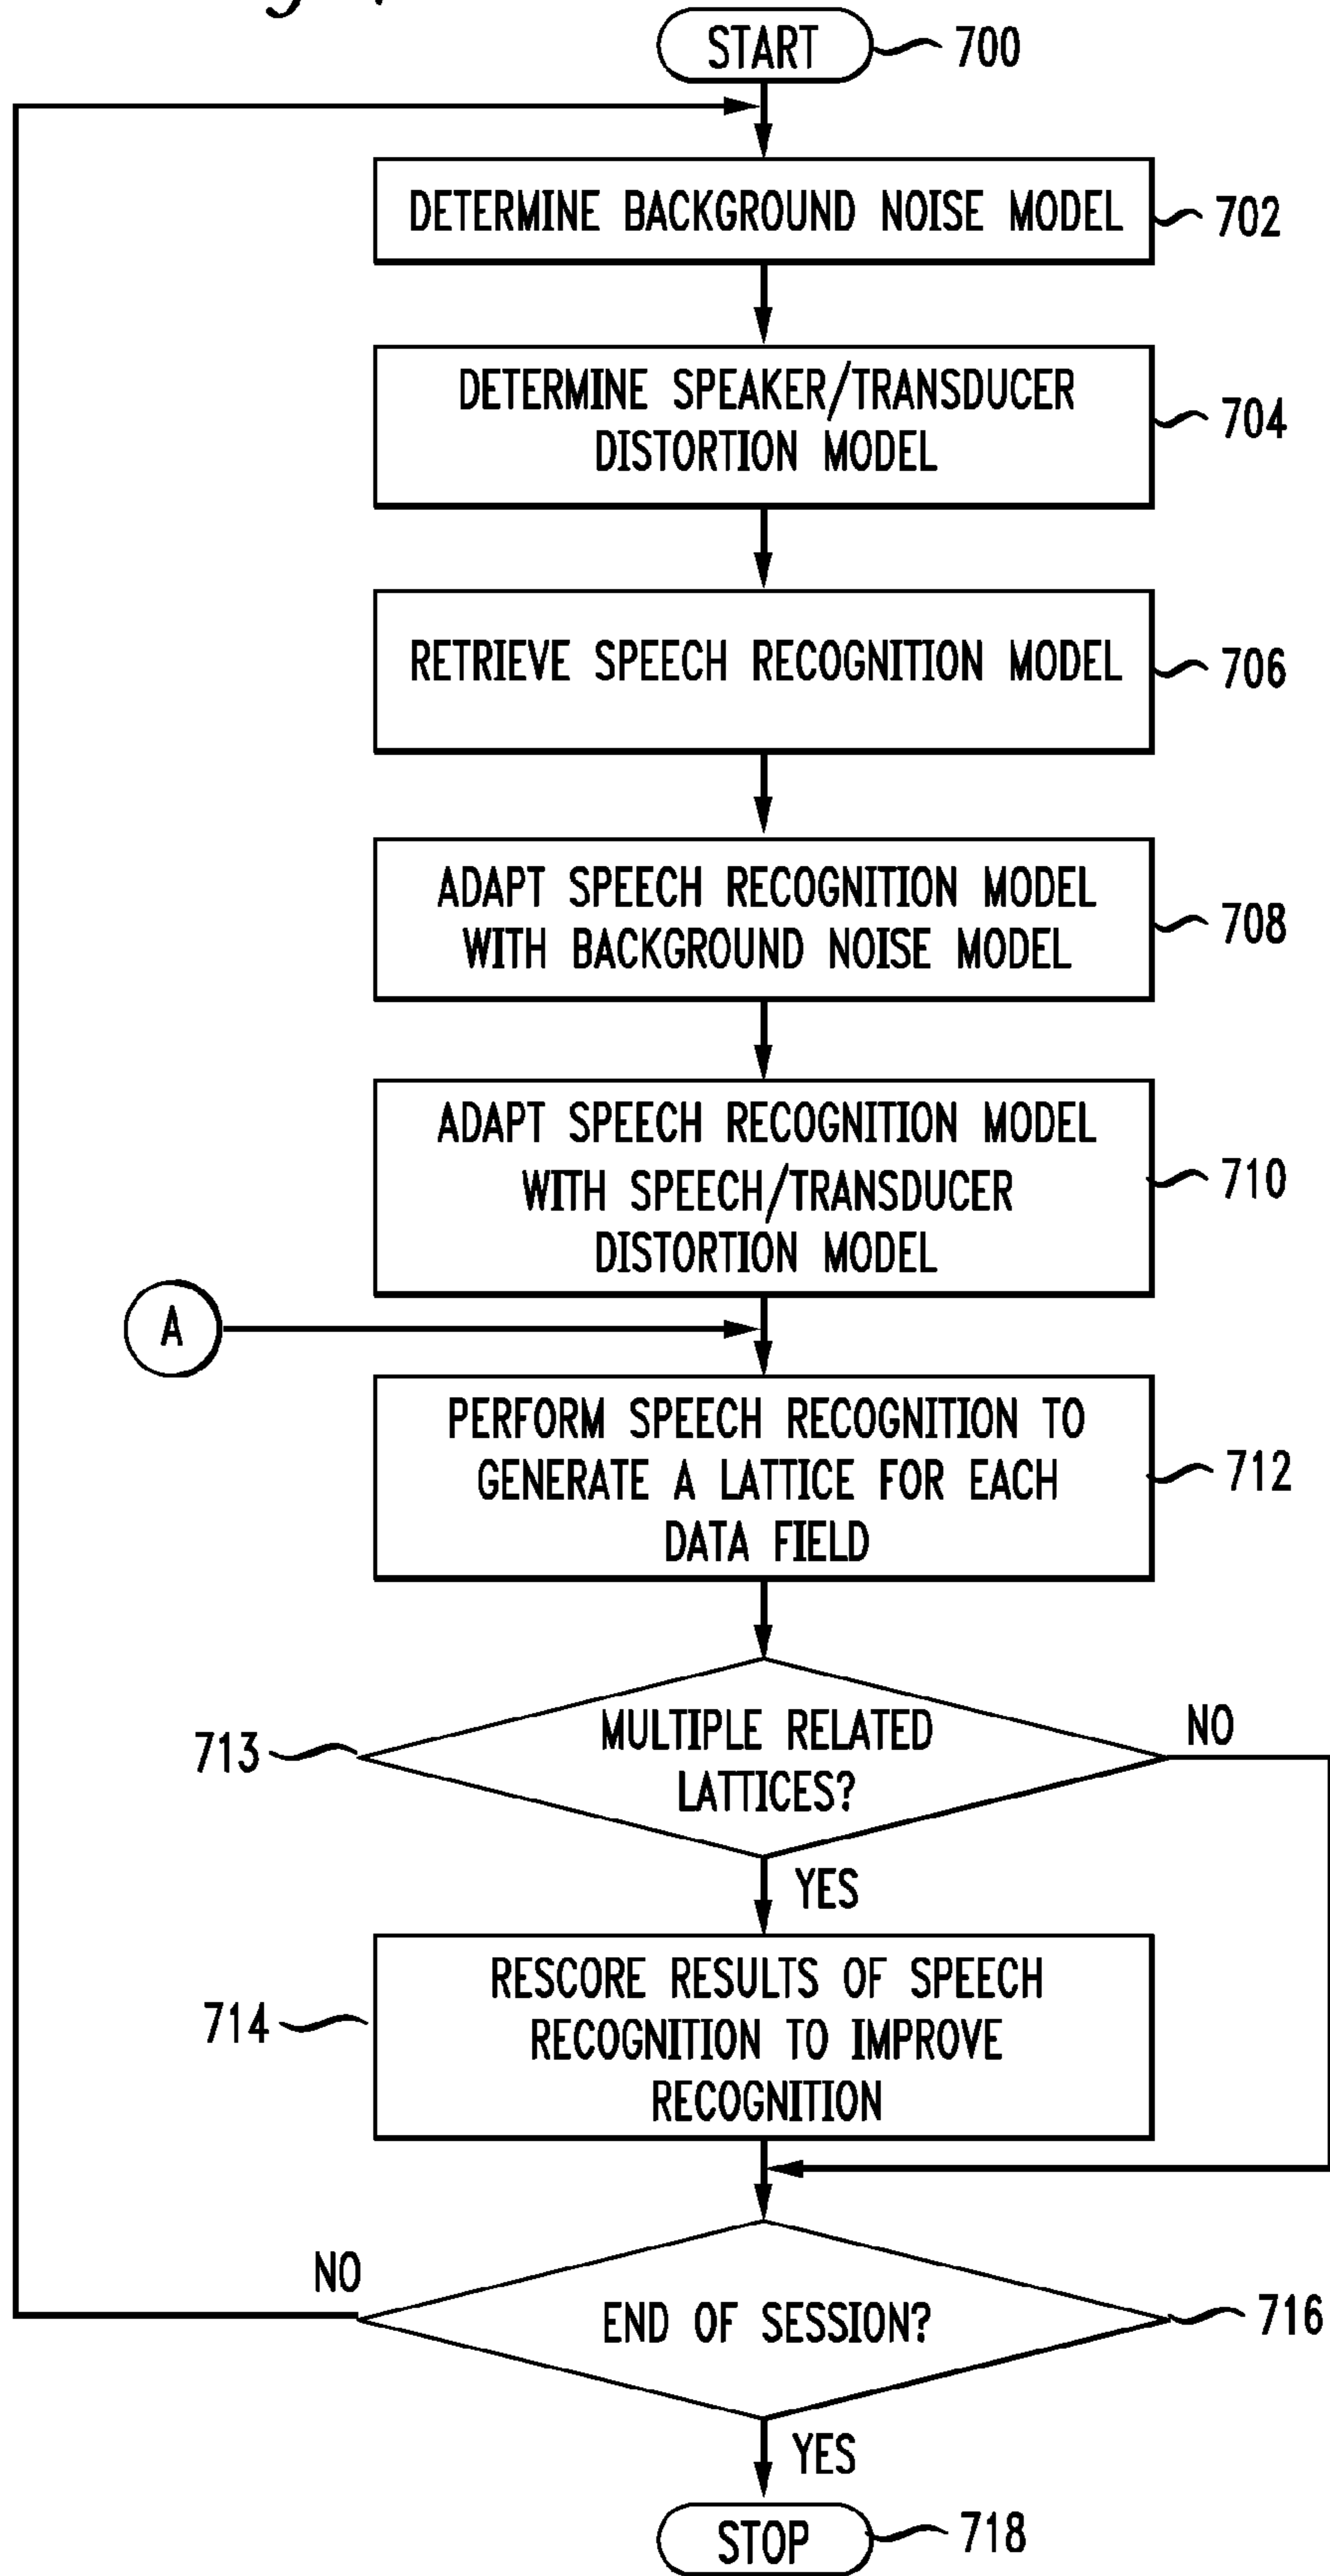 START
700
DETERMINE BACKGROUND NOISE MODEL
702
DETERMINE SPEAKER/TRANSDUCER
DISTORTION MODEL
704
RETRIEVE SPEECH RECOGNITION MODEL
706
ADAPT SPEECH RECOGNITION MODEL
WITH BACKGROUND NOISE MODEL
708
ADAPT SPEECH RECOGNITION MODEL
WITH SPEECH/TRANSDUCER
DISTORTION MODEL
710
A
PERFORM SPEECH RECOGNITION TO
GENERATE A LATTICE FOR EACH
DATA FIELD
712
713
MULTIPLE RELATED
LATTICES?
NO
YES
714
RESCORE RESULTS OF SPEECH
RECOGNITION TO IMPROVE
RECOGNITION
NO
END OF SESSION?
716
YES
STOP
718